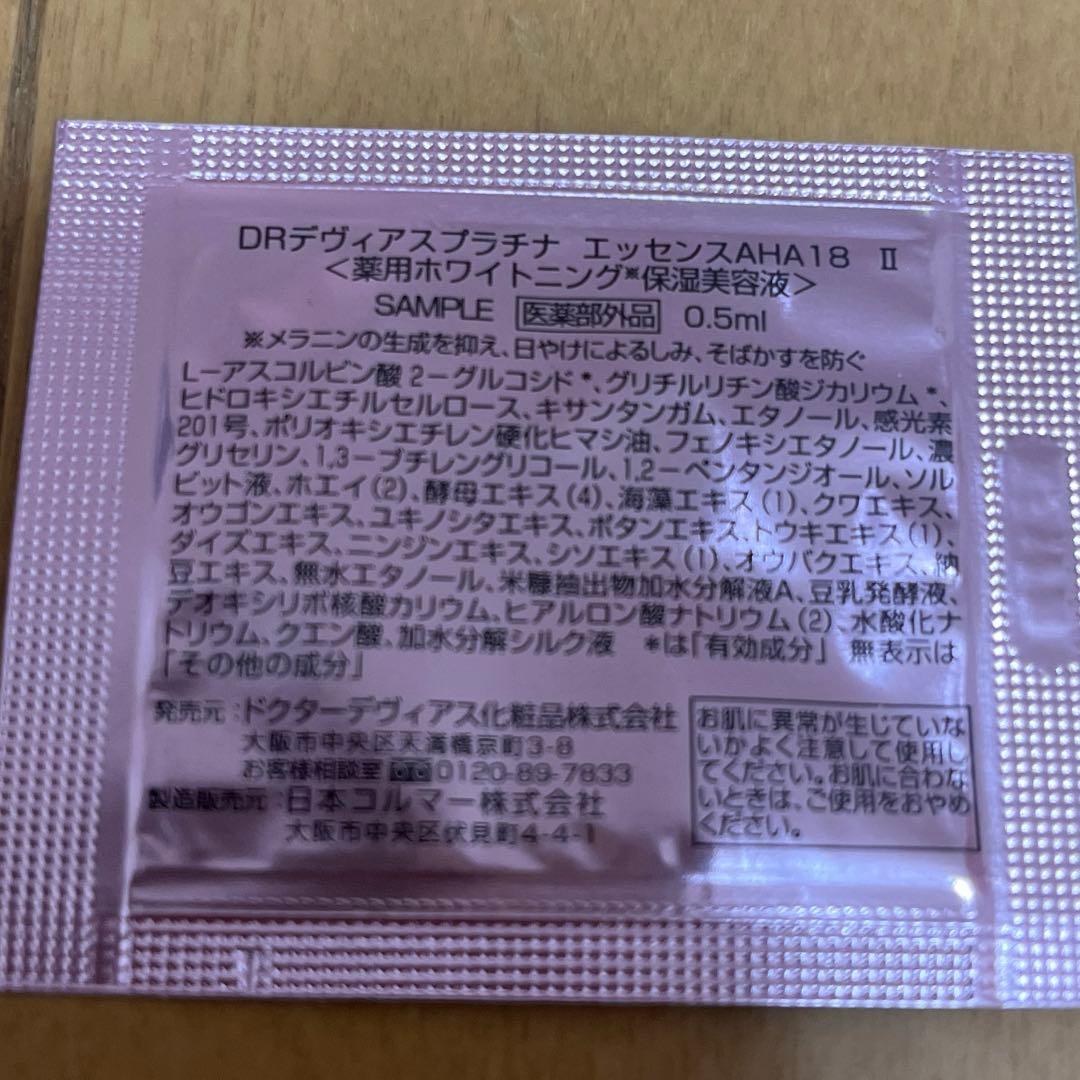 DRデヴィアスプラチナ エッセンスAHA18 Ⅱ
<薬用ホワイトニング※保湿美容液>
SAMPLE 医薬部外品 0.5ml
※メラニンの生成を抑え、日やけによるしみ、そばかすを防ぐ
L−アスコルビン酸 2−グルコシド*、グリチルリチン酸ジカリウム*、
ヒドロキシエチルセルロース、キサンタンガム、エタノール、感光素
201号、ポリオキシエチレン硬化ヒマシ油、フェノキシエタノール、濃
グリセリン、1,3−ブチレングリコール、1,2−ペンタンジオール、ソル
ビット液、ホエイ(2)、酵母エキス(4)、海藻エキス(1)、クワエキス、
オウゴンエキス、ユキノシタエキス、ボタンエキス、トウキエキス(1)、
ダイズエキス、ニンジンエキス、シソエキス(1)、オウバクエキス、納
豆エキス、無水エタノール、米糠抽出物加水分解液A、豆乳発酵液、
デオキシリボ核酸カリウム、ヒアルロン酸ナトリウム(2)、水酸化ナ
トリウム、クエン酸、加水分解シルク液 *は「有効成分」 無表示は
「その他の成分」
発売元:ドクターデヴィアス化粧品株式会社
大阪市中央区天満橋京町3-8
お客様相談室 0120-89-7833
製造販売元:日本コルマー株式会社
大阪市中央区伏見町4-4-1
お肌に異常が生じていな
いかよく注意して使用し
てください。お肌に合わな
いときは、ご使用をおやめ
ください。